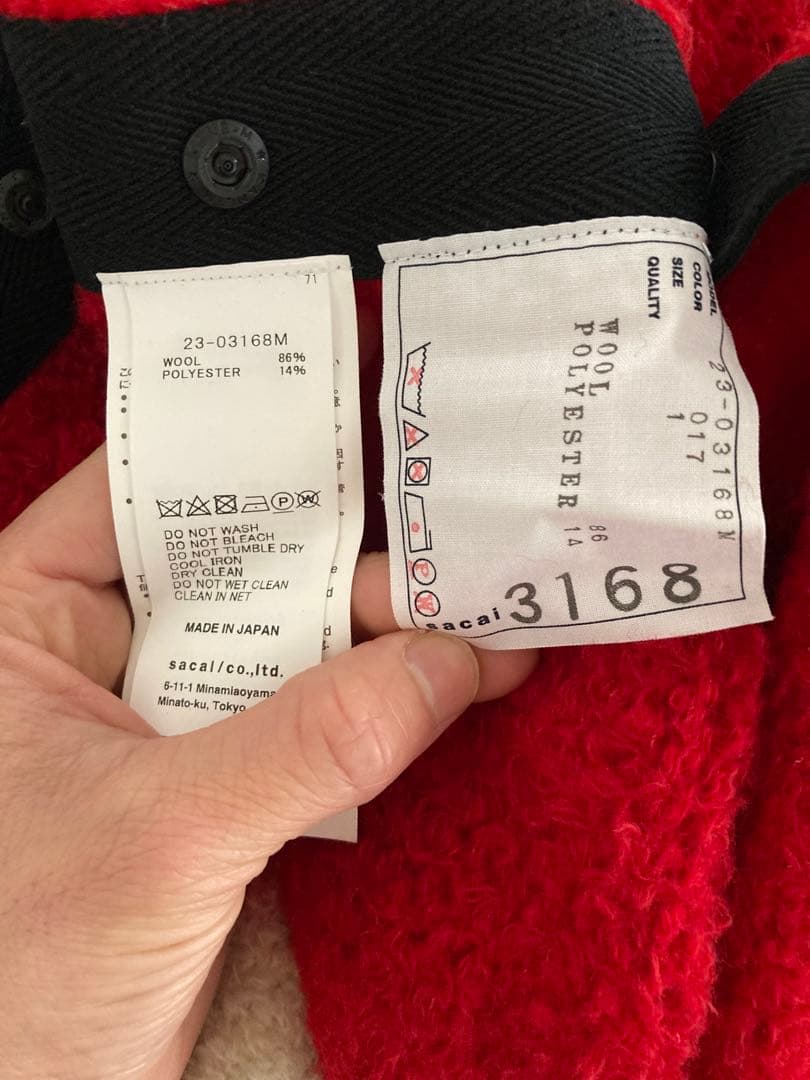 71
23-03168M
WOOL 86%
POLYESTER 14%
DO NOT WASH
DO NOT BLEACH
DO NOT TUMBLE DRY
COOL IRON
DRY CLEAN
DO NOT WET CLEAN
CLEAN IN NET
MADE IN JAPAN
sacai/co.,ltd.
6-11-1 Minamiaoyama
Minato-ku, Tokyo
23-03168M
COLOR 017
SIZE 1
QUALITY
WOOL 86
POLYESTER 14
P
W
sacai 3168